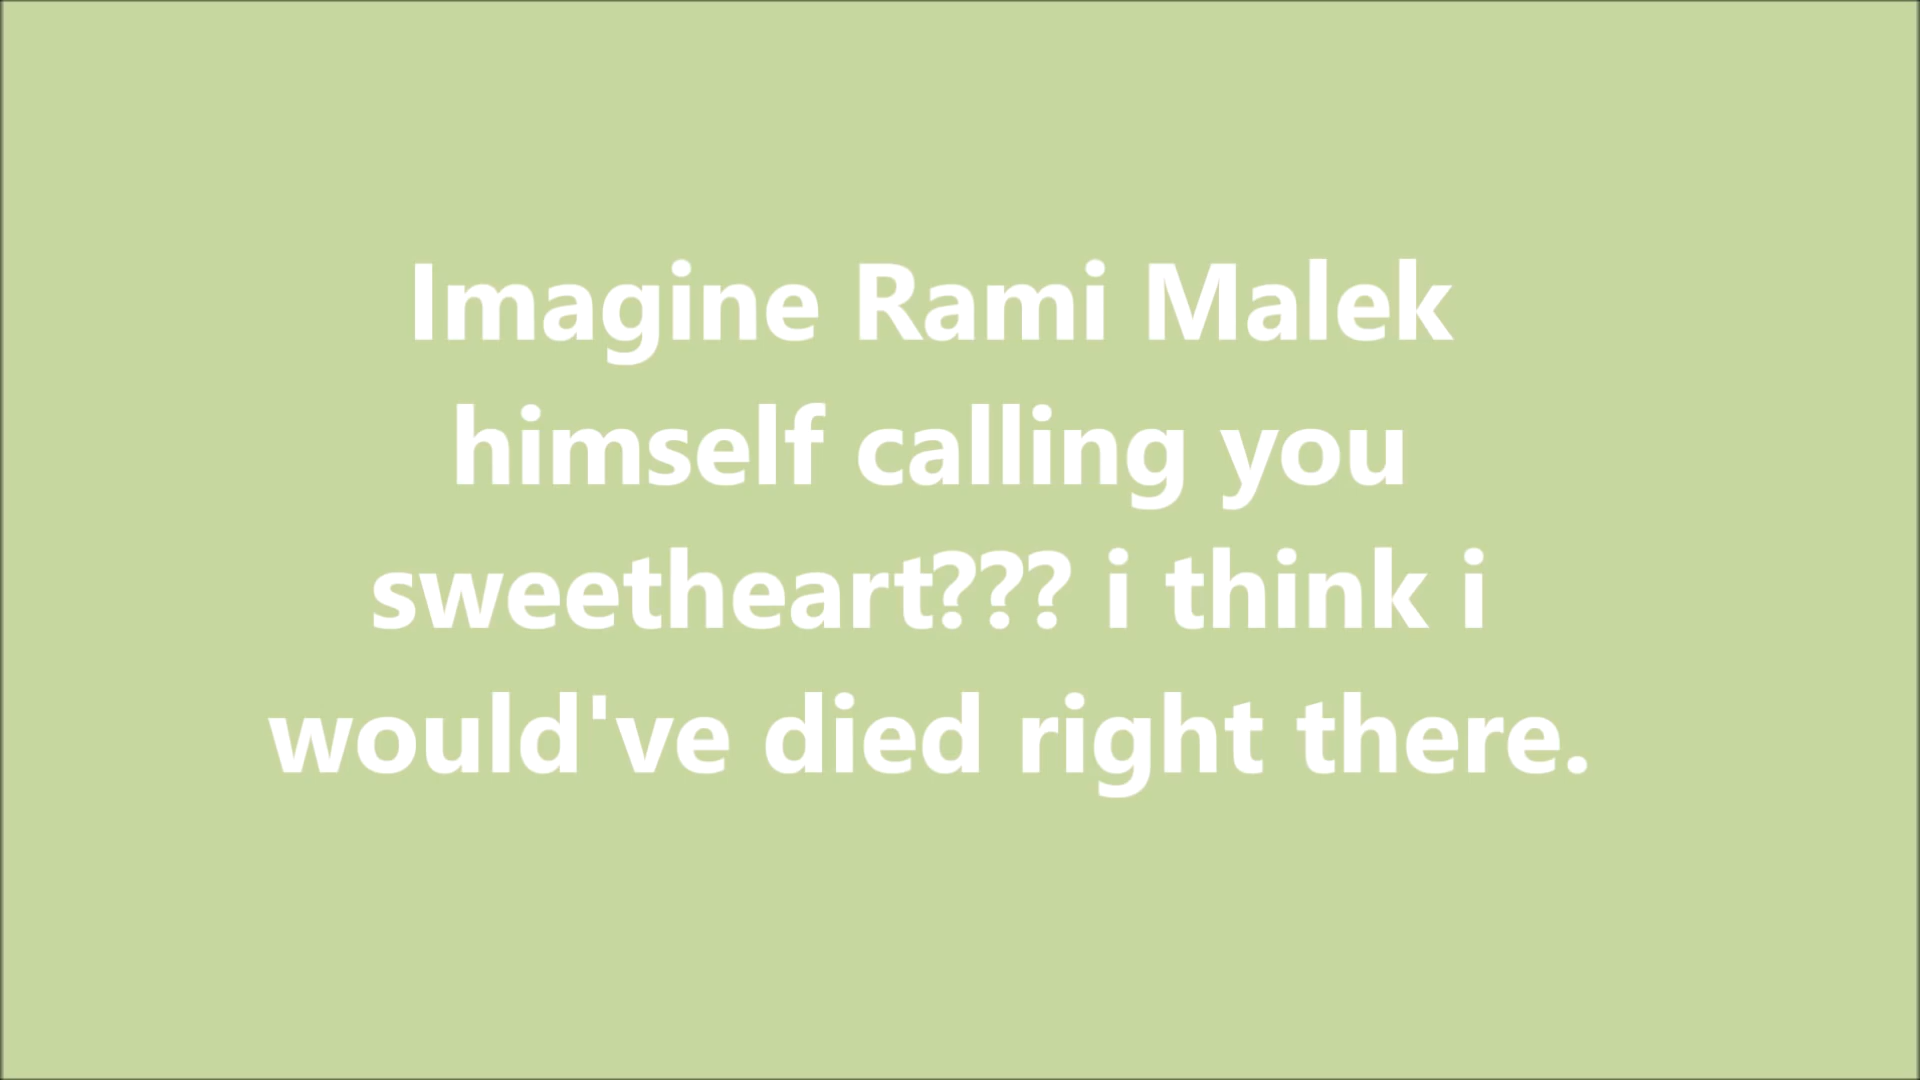 Imagine Rami Malek
himself calling you
sweetheart??? i think i
would've died right there.